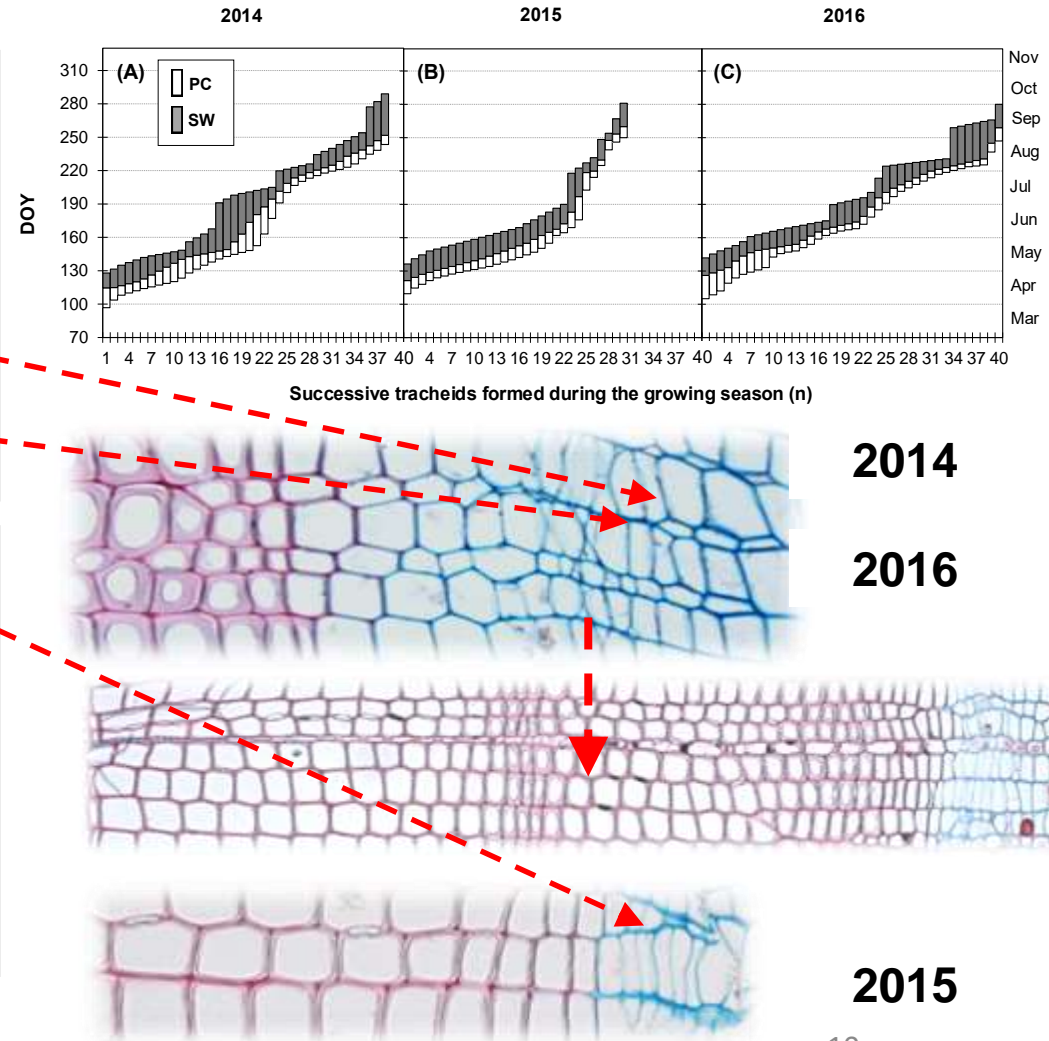 2014 2015 2016
(A) (B) (C)
PC
SW
DOY
310
280
250
220
190
160
130
100
70
Nov
Oct
Sep
Aug
Jul
Jun
May
Apr
Mar
1 4 7 10 13 16 19 22 25 28 31 34 37 40 4 7 10 13 16 19 22 25 28 31 34 37 40 4 7 10 13 16 19 22 25 28 31 34 37 40
Successive tracheids formed during the growing season (n)
2014
2016
2015